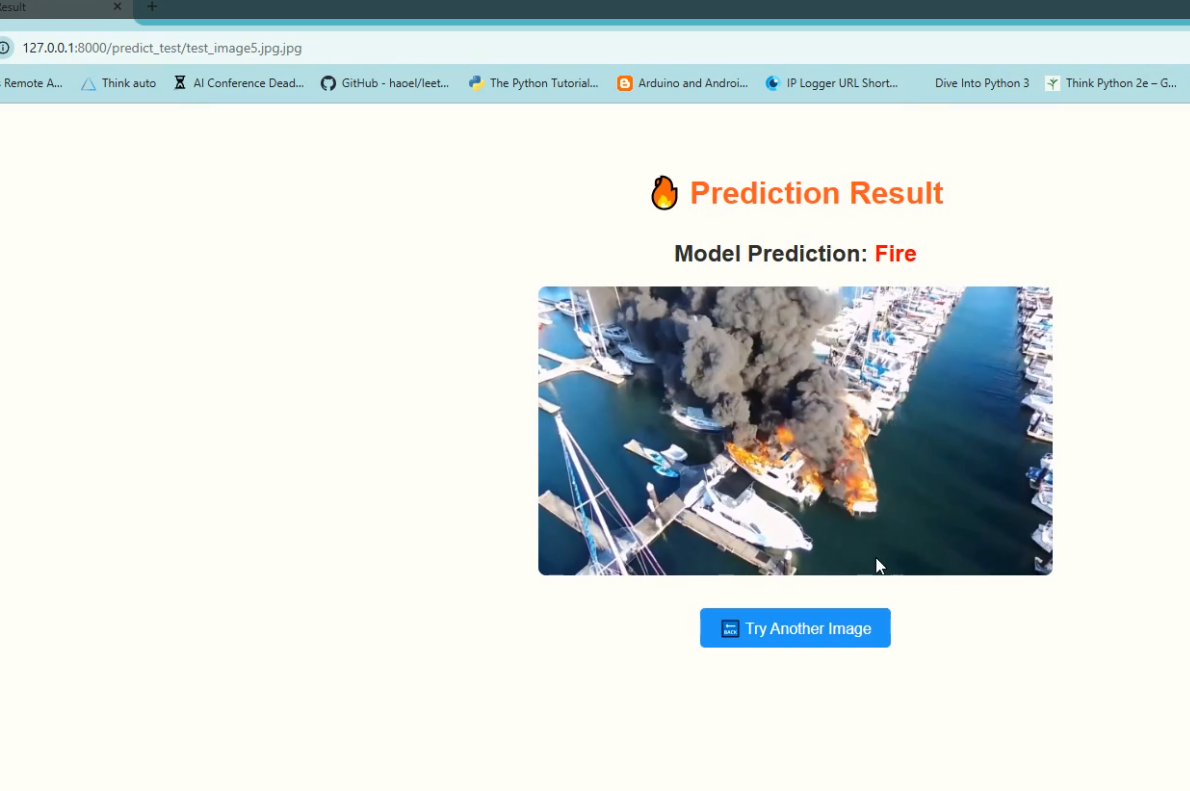 esult
127.0.0.1:8000/predict_test/test_image5.jpg.jpg
s Remote A... Think auto AI Conference Dead... GitHub - haoel/leet... The Python Tutorial... Arduino and Androi... IP Logger URL Short... Dive Into Python 3 Think Python 2e – G...
Prediction Result
Model Prediction: Fire
BACK Try Another Image